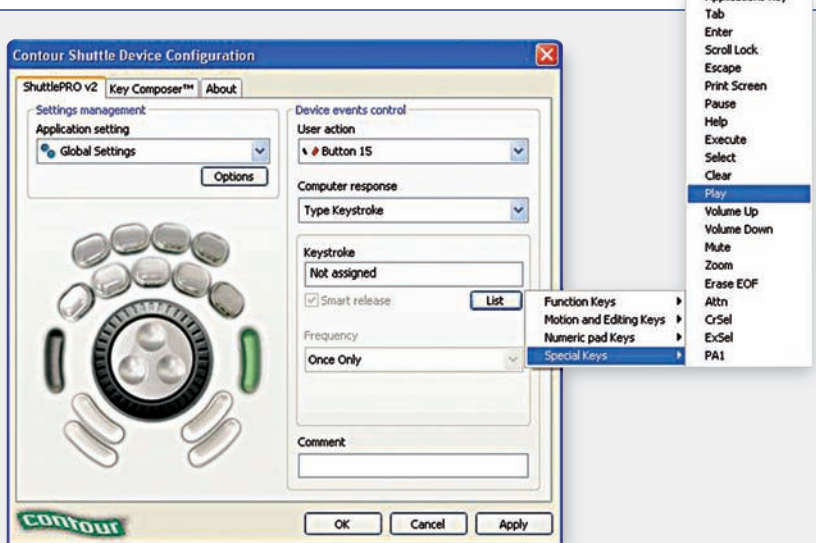 Contour Shuttle Device Configuration
ShuttlePRO v2
Key Composer™
About
Settings management
Application setting
Global Settings
Options
Device events control
User action
Button 15
Computer response
Type Keystroke
Keystroke
Not assigned
Smart release
List
Frequency
Once Only
Comment
contour
OK
Cancel
Apply
Function Keys
Motion and Editing Keys
Numeric pad Keys
Special Keys
Tab
Enter
Scroll Lock
Escape
Print Screen
Pause
Help
Execute
Select
Clear
Play
Volume Up
Volume Down
Mute
Zoom
Erase EOF
Attn
CrSel
ExSel
PA1